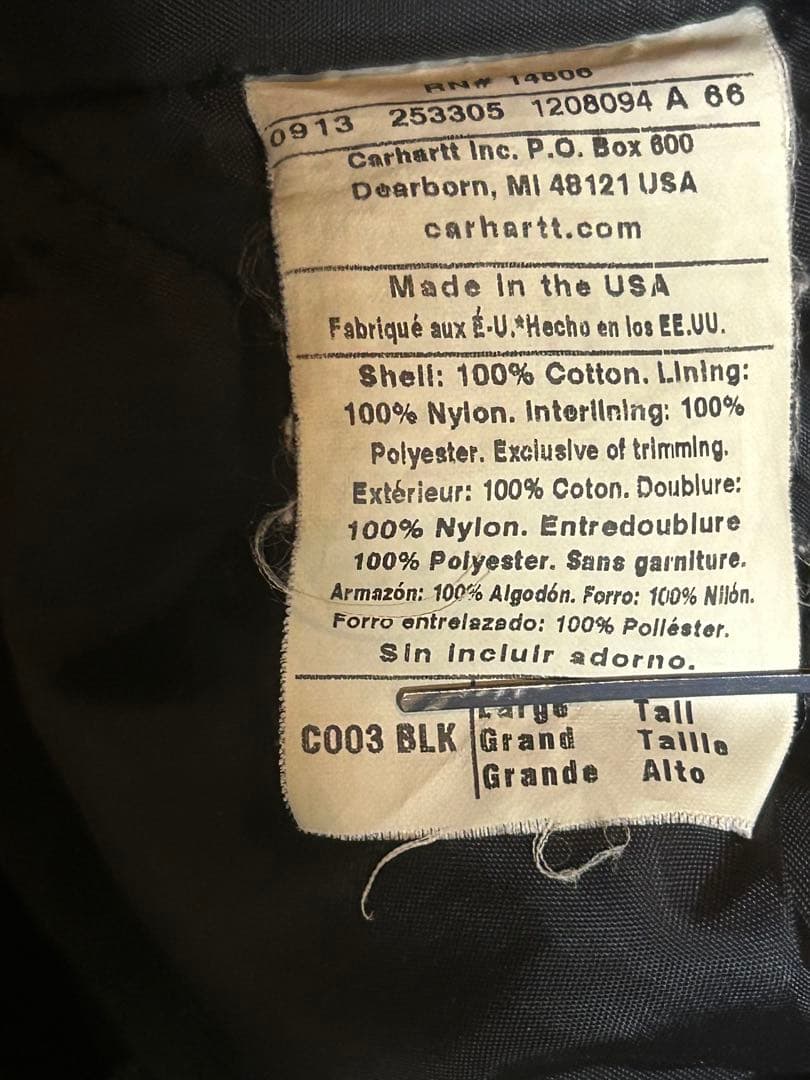 RN# 14806
0913 253305 1208094 A 66
Carhartt Inc. P.O. Box 600
Dearborn, MI 48121 USA
carhartt.com
Made in the USA
Fabriqué aux É-U.*Hecho en los EE.UU.
Shell: 100% Cotton. Lining:
100% Nylon. Interlining: 100%
Polyester. Exclusive of trimming.
Extérieur: 100% Coton. Doublure:
100% Nylon. Entredoublure
100% Polyester. Sans garniture.
Armazón: 100% Algodón. Forro: 100% Nilón.
Forro entrelazado: 100% Poliéster.
Sin incluir adorno.
Large Tall
C003 BLK Grand Taille
Grande Alto